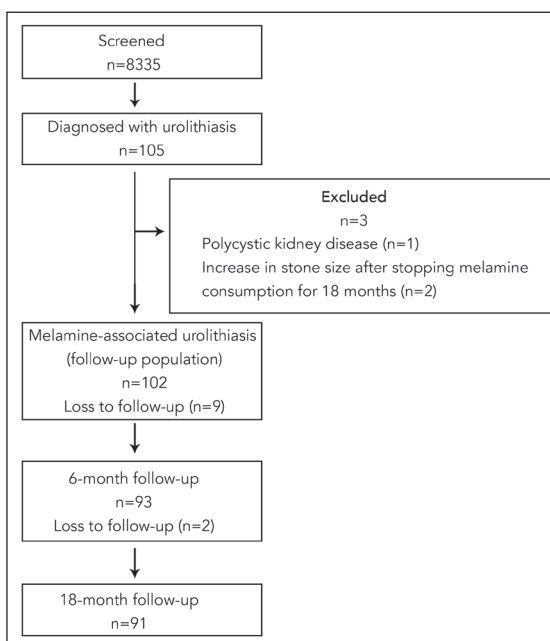 Screened
n=8335
Diagnosed with urolithiasis
n=105
Excluded
n=3
Polycystic kidney disease (n=1)
Increase in stone size after stopping melamine
consumption for 18 months (n=2)
Melamine-associated urolithiasis
(follow-up population)
n=102
Loss to follow-up (n=9)
6-month follow-up
n=93
Loss to follow-up (n=2)
18-month follow-up
n=91